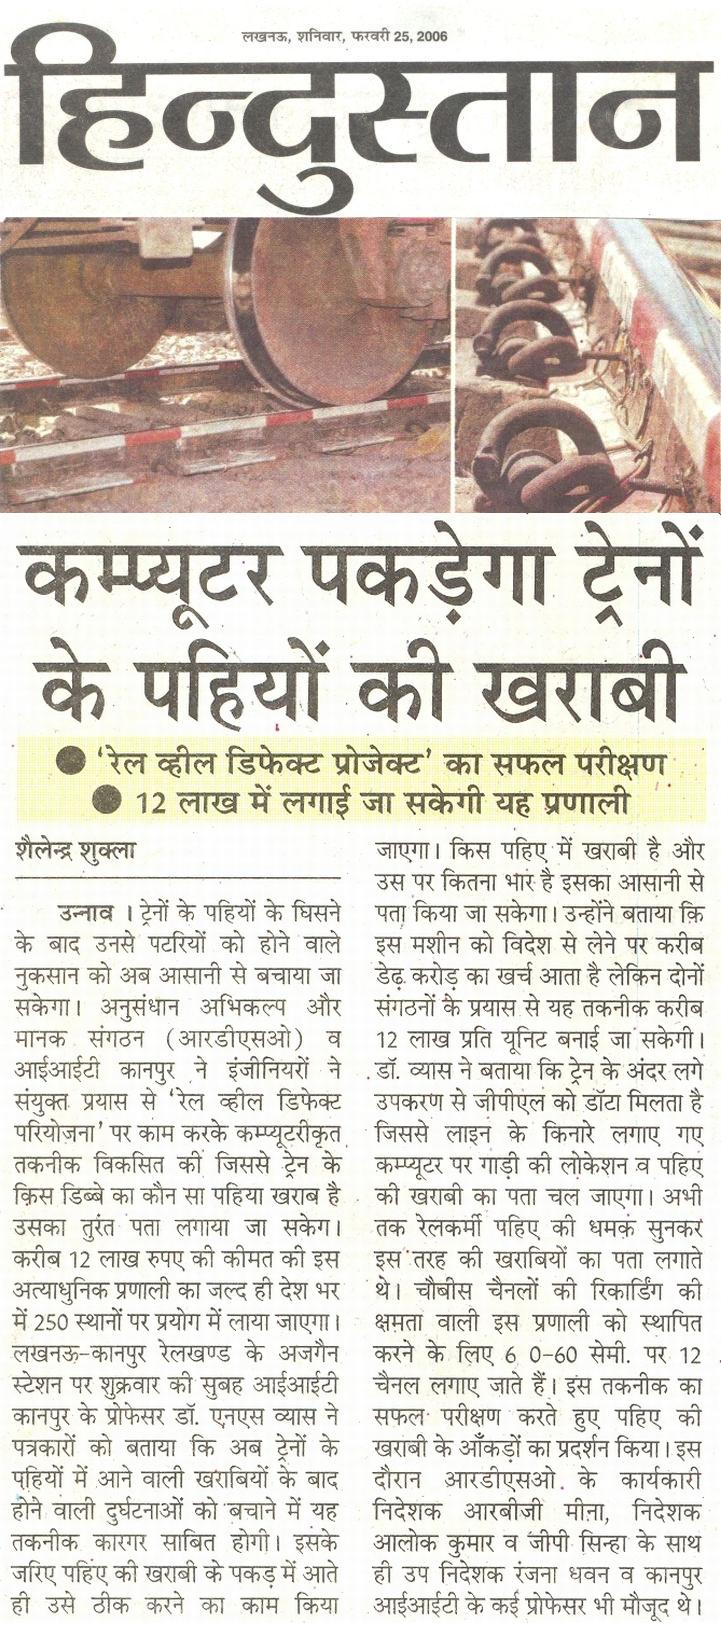 लखनऊ, शनिवार, फरवरी 25, 2006
हिन्दुस्तान
कम्प्यूटर पकड़ेगा ट्रेनों
के पहियों की खराबी
● ‘रेल व्हील डिफेक्ट प्रोजेक्ट’ का सफल परीक्षण
● 12 लाख में लगाई जा सकेगी यह प्रणाली
शैलेन्द्र शुक्ला
उन्नाव । ट्रेनों के पहियों के घिसने
के बाद उनसे पटरियों को होने वाले
नुकसान को अब आसानी से बचाया जा
सकेगा। अनुसंधान अभिकल्प और
मानक संगठन (आरडीएसओ) व
आईआईटी कानपुर ने इंजीनियरों ने
संयुक्त प्रयास से ‘रेल व्हील डिफेक्ट
परियोजना’ पर काम करके कम्प्यूटरीकृत
तकनीक विकसित की जिससे ट्रेन के
किस डिब्बे का कौन सा पहिया खराब है
उसका तुरंत पता लगाया जा सकेग।
करीब 12 लाख रुपए की कीमत की इस
अत्याधुनिक प्रणाली का जल्द ही देश भर
में 250 स्थानों पर प्रयोग में लाया जाएगा।
लखनऊ-कानपुर रेलखण्ड के अजगैन
स्टेशन पर शुक्रवार की सुबह आईआईटी
कानपुर के प्रोफेसर डॉ. एनएस व्यास ने
पत्रकारों को बताया कि अब ट्रेनों के
पहियों में आने वाली खराबियों के बाद
होने वाली दुर्घटनाओं को बचाने में यह
तकनीक कारगर साबित होगी। इसके
जरिए पहिए की खराबी के पकड़ में आते
ही उसे ठीक करने का काम किया
जाएगा। किस पहिए में खराबी है और
उस पर कितना भार है इसका आसानी से
पता किया जा सकेगा। उन्होंने बताया कि
इस मशीन को विदेश से लेने पर करीब
डेढ़ करोड़ का खर्च आता है लेकिन दोनों
संगठनों के प्रयास से यह तकनीक करीब
12 लाख प्रति यूनिट बनाई जा सकेगी।
डॉ. व्यास ने बताया कि ट्रेन के अंदर लगे
उपकरण से जीपीएल को डॉटा मिलता है
जिससे लाइन के किनारे लगाए गए
कम्प्यूटर पर गाड़ी की लोकेशन व पहिए
की खराबी का पता चल जाएगा। अभी
तक रेलकर्मी पहिए की धमक सुनकर
इस तरह की खराबियों का पता लगाते
थे। चौबीस चैनलों की रिकार्डिंग की
क्षमता वाली इस प्रणाली को स्थापित
करने के लिए 6 0-60 सेमी. पर 12
चैनल लगाए जाते हैं। इस तकनीक का
सफल परीक्षण करते हुए पहिए की
खराबी के आँकड़ों का प्रदर्शन किया। इस
दौरान आरडीएसओ के कार्यकारी
निदेशक आरबीजी मीना, निदेशक
आलोक कुमार व जीपी सिन्हा के साथ
ही उप निदेशक रंजना धवन व कानपुर
आईआईटी के कई प्रोफेसर भी मौजूद थे।